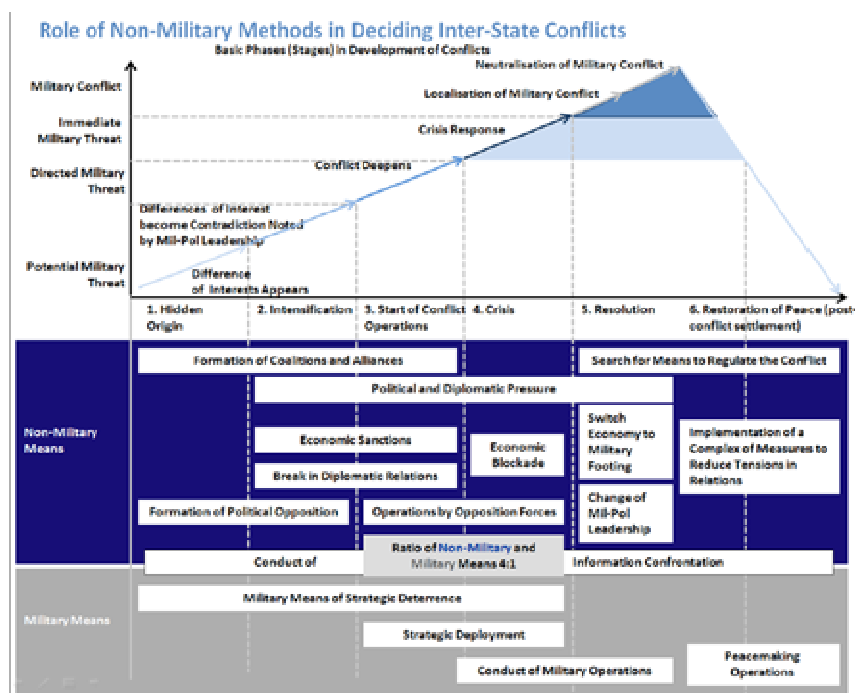 Role of Non-Military Methods in Deciding Inter-State Conflicts
Basic Phases (Stages) in Development of Conflicts
Neutralisation of Military Conflict
Military Conflict
Localisation of Military Conflict
Immediate
Military Threat
Crisis Response
Conflict Deepens
Directed Military
Threat
Differences of Interest
become Contradiction Noted
by Mil-Pol Leadership
Potential Military
Threat
Difference
of Interests Appears
1. Hidden
Origin
2. Intensification
3. Start of Conflict
Operations
4. Crisis
5. Resolution
6. Restoration of Peace (post-
conflict settlement)
Non-Military
Means
Formation of Coalitions and Alliances
Search for Means to Regulate the Conflict
Political and Diplomatic Pressure
Economic Sanctions
Economic
Blockade
Switch
Economy to
Military
Footing
Implementation of a
Complex of Measures to
Reduce Tensions in
Relations
Break in Diplomatic Relations
Formation of Political Opposition
Operations by Opposition Forces
Change of
Mil-Pol
Leadership
Conduct of
Ratio of Non-Military and
Military Means 4:1
Information Confrontation
Military Means
Military Means of Strategic Deterrence
Strategic Deployment
Conduct of Military Operations
Peacemaking
Operations